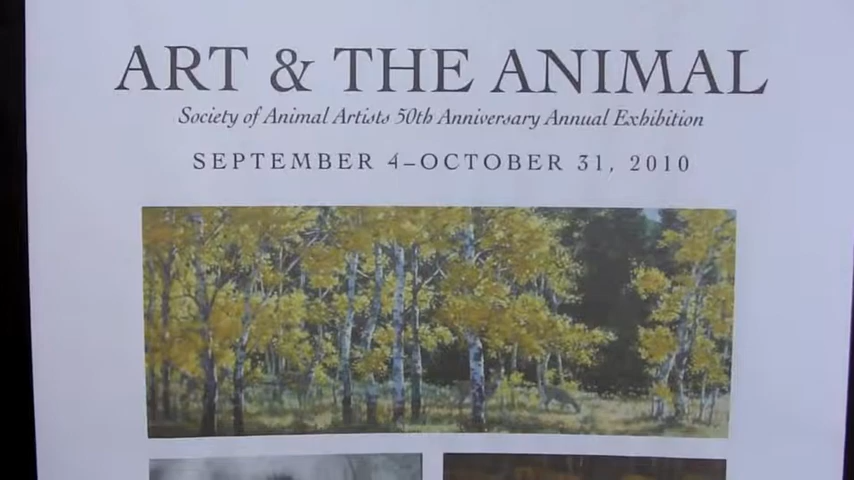 ART & THE ANIMAL
Society of Animal Artists 50th Anniversary Annual Exhibition
SEPTEMBER 4–OCTOBER 31, 2010